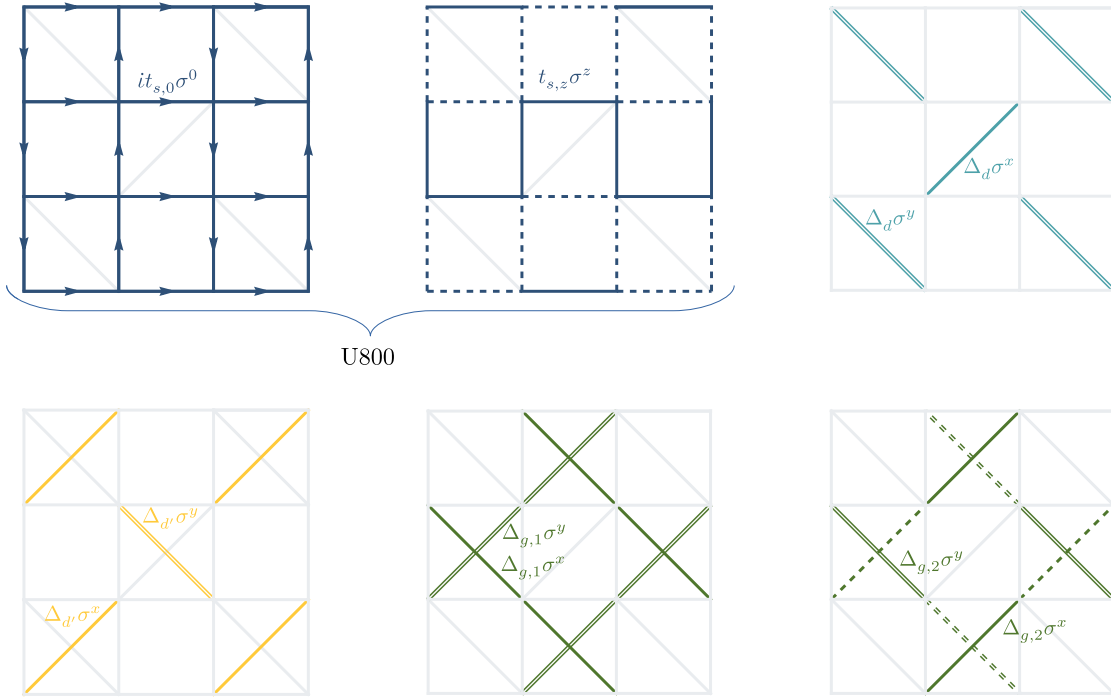 it_{s,0}σ^0
t_{s,z}σ^z
Δ_dσ^x
Δ_dσ^y
U800
Δ_{d′}σ^y
Δ_{d′}σ^x
Δ_{g,1}σ^y
Δ_{g,1}σ^x
Δ_{g,2}σ^y
Δ_{g,2}σ^x